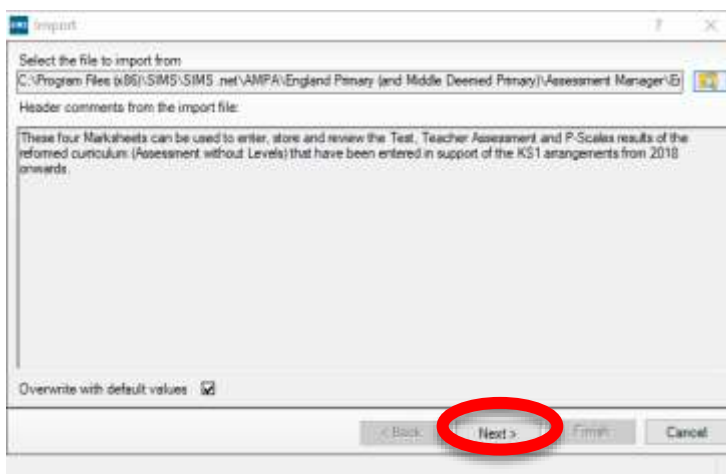 SIMS Import ? ×
Select the file to import from
C:\Program Files (x86)\SIMS\SIMS .net\AMPA\England Primary (and Middle Deemed Primary)\Assessment Manager\E
Header comments from the import file:
These four Marksheets can be used to enter, store and review the Test, Teacher Assessment and P-Scales results of the
reformed curriculum (Assessment without Levels) that have been entered in support of the KS1 arrangements from 2018
onwards.
Overwrite with default values
< Back Next > Finish Cancel